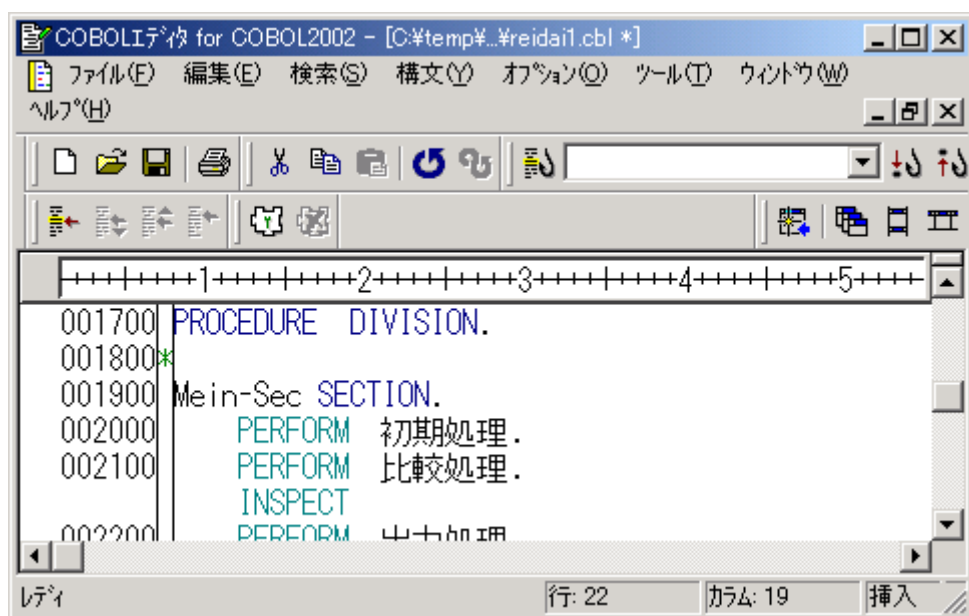 COBOLエディタ for COBOL2002 - [C:¥temp¥...¥reidai1.cbl *]
ファイル(F) 編集(E) 検索(S) 構文(Y) オプション(O) ツール(T) ウィンドウ(W)
ヘルプ(H)
++++|++++1++++|++++2++++|++++3++++|++++4++++|++++5++++
001700 PROCEDURE DIVISION.
001800*
001900 Mein-Sec SECTION.
002000 PERFORM 初期処理.
002100 PERFORM 比較処理.
INSPECT
002200 PERFORM 出力処理
レディ 行: 22 カラム: 19 挿入